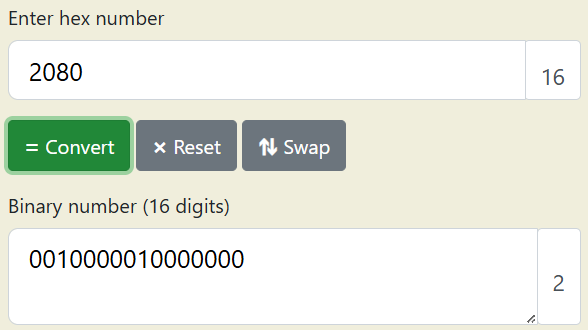 Enter hex number
2080 16
= Convert × Reset ⇅ Swap
Binary number (16 digits)
0010000010000000
2